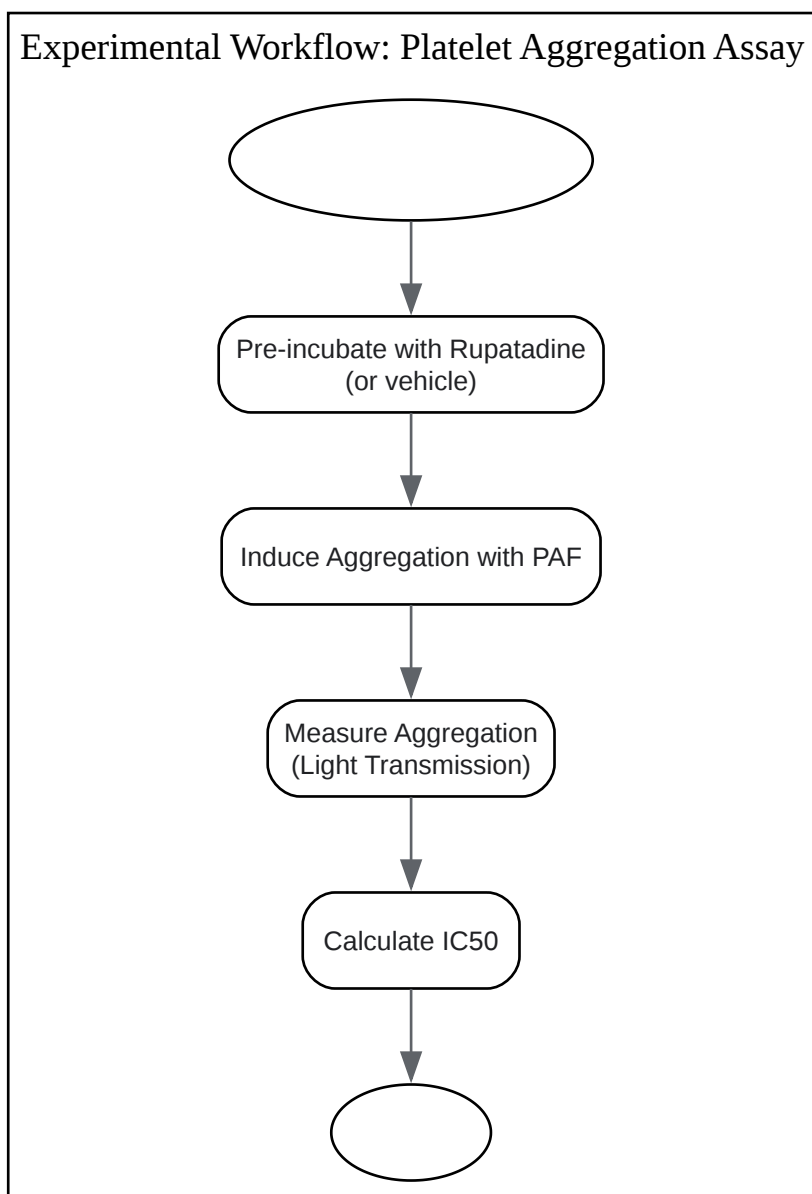 Experimental Workflow: Platelet Aggregation Assay
Pre-incubate with Rupatadine
(or vehicle)
Induce Aggregation with PAF
Measure Aggregation
(Light Transmission)
Calculate IC50